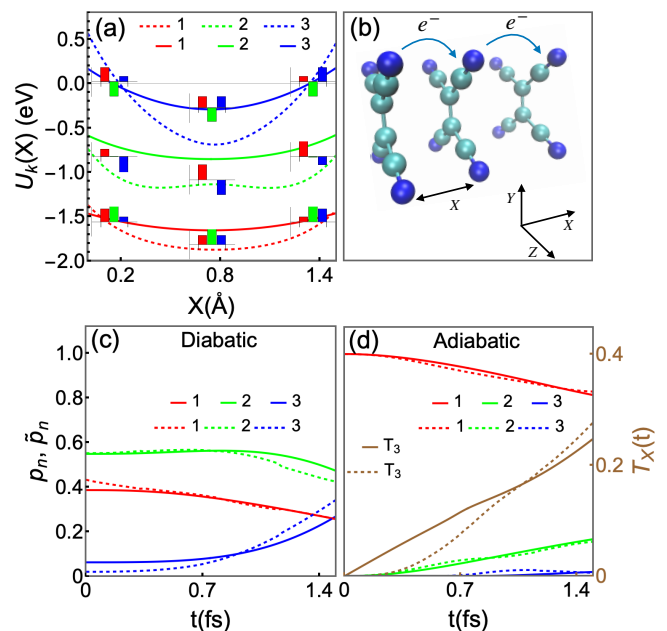 (a)
1 2 3
1 2 3
0.5
0.0
−0.5
−1.0
−1.5
−2.0
U_k(X) (eV)
0.2 0.8 1.4
X(Å)
(b)
e⁻ e⁻
X
Y
X
Z
(c) Diabatic
1 2 3
1 2 3
1.0
0.8
0.6
0.4
0.2
0
p_n, p̃_n
0 0.7 1.4
t(fs)
(d) Adiabatic
1 2 3
1 2 3
T₃
T₃
0.4
0.2
0
T_X(t)
0 0.7 1.4
t(fs)